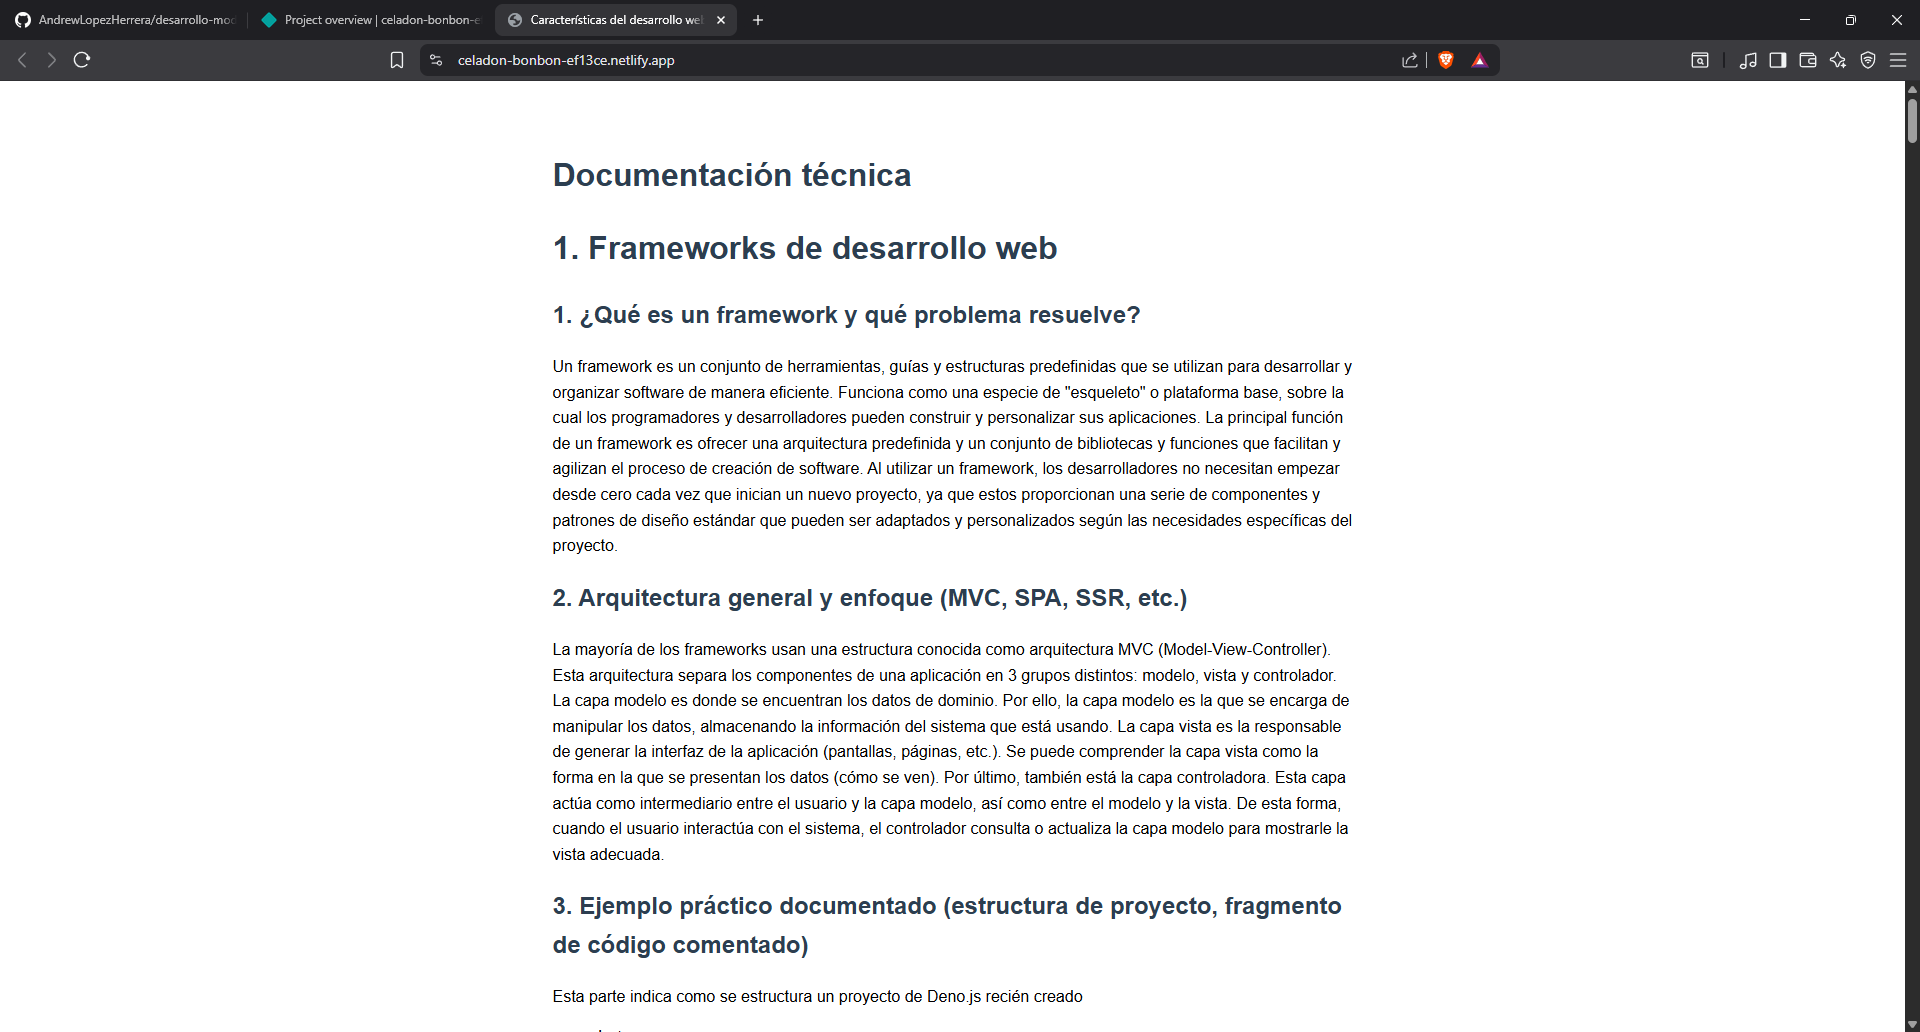 AndrewLopezHerrera/desarrollo-mod
Project overview | celadon-bonbon-e
Características del desarrollo we
celadon-bonbon-ef13ce.netlify.app
Documentación técnica
1. Frameworks de desarrollo web
1. ¿Qué es un framework y qué problema resuelve?
Un framework es un conjunto de herramientas, guías y estructuras predefinidas que se utilizan para desarrollar y
organizar software de manera eficiente. Funciona como una especie de "esqueleto" o plataforma base, sobre la
cual los programadores y desarrolladores pueden construir y personalizar sus aplicaciones. La principal función
de un framework es ofrecer una arquitectura predefinida y un conjunto de bibliotecas y funciones que facilitan y
agilizan el proceso de creación de software. Al utilizar un framework, los desarrolladores no necesitan empezar
desde cero cada vez que inician un nuevo proyecto, ya que estos proporcionan una serie de componentes y
patrones de diseño estándar que pueden ser adaptados y personalizados según las necesidades específicas del
proyecto.
2. Arquitectura general y enfoque (MVC, SPA, SSR, etc.)
La mayoría de los frameworks usan una estructura conocida como arquitectura MVC (Model-View-Controller).
Esta arquitectura separa los componentes de una aplicación en 3 grupos distintos: modelo, vista y controlador.
La capa modelo es donde se encuentran los datos de dominio. Por ello, la capa modelo es la que se encarga de
manipular los datos, almacenando la información del sistema que está usando. La capa vista es la responsable
de generar la interfaz de la aplicación (pantallas, páginas, etc.). Se puede comprender la capa vista como la
forma en la que se presentan los datos (cómo se ven). Por último, también está la capa controladora. Esta capa
actúa como intermediario entre el usuario y la capa modelo, así como entre el modelo y la vista. De esta forma,
cuando el usuario interactúa con el sistema, el controlador consulta o actualiza la capa modelo para mostrarle la
vista adecuada.
3. Ejemplo práctico documentado (estructura de proyecto, fragmento
de código comentado)
Esta parte indica como se estructura un proyecto de Deno.js recién creado